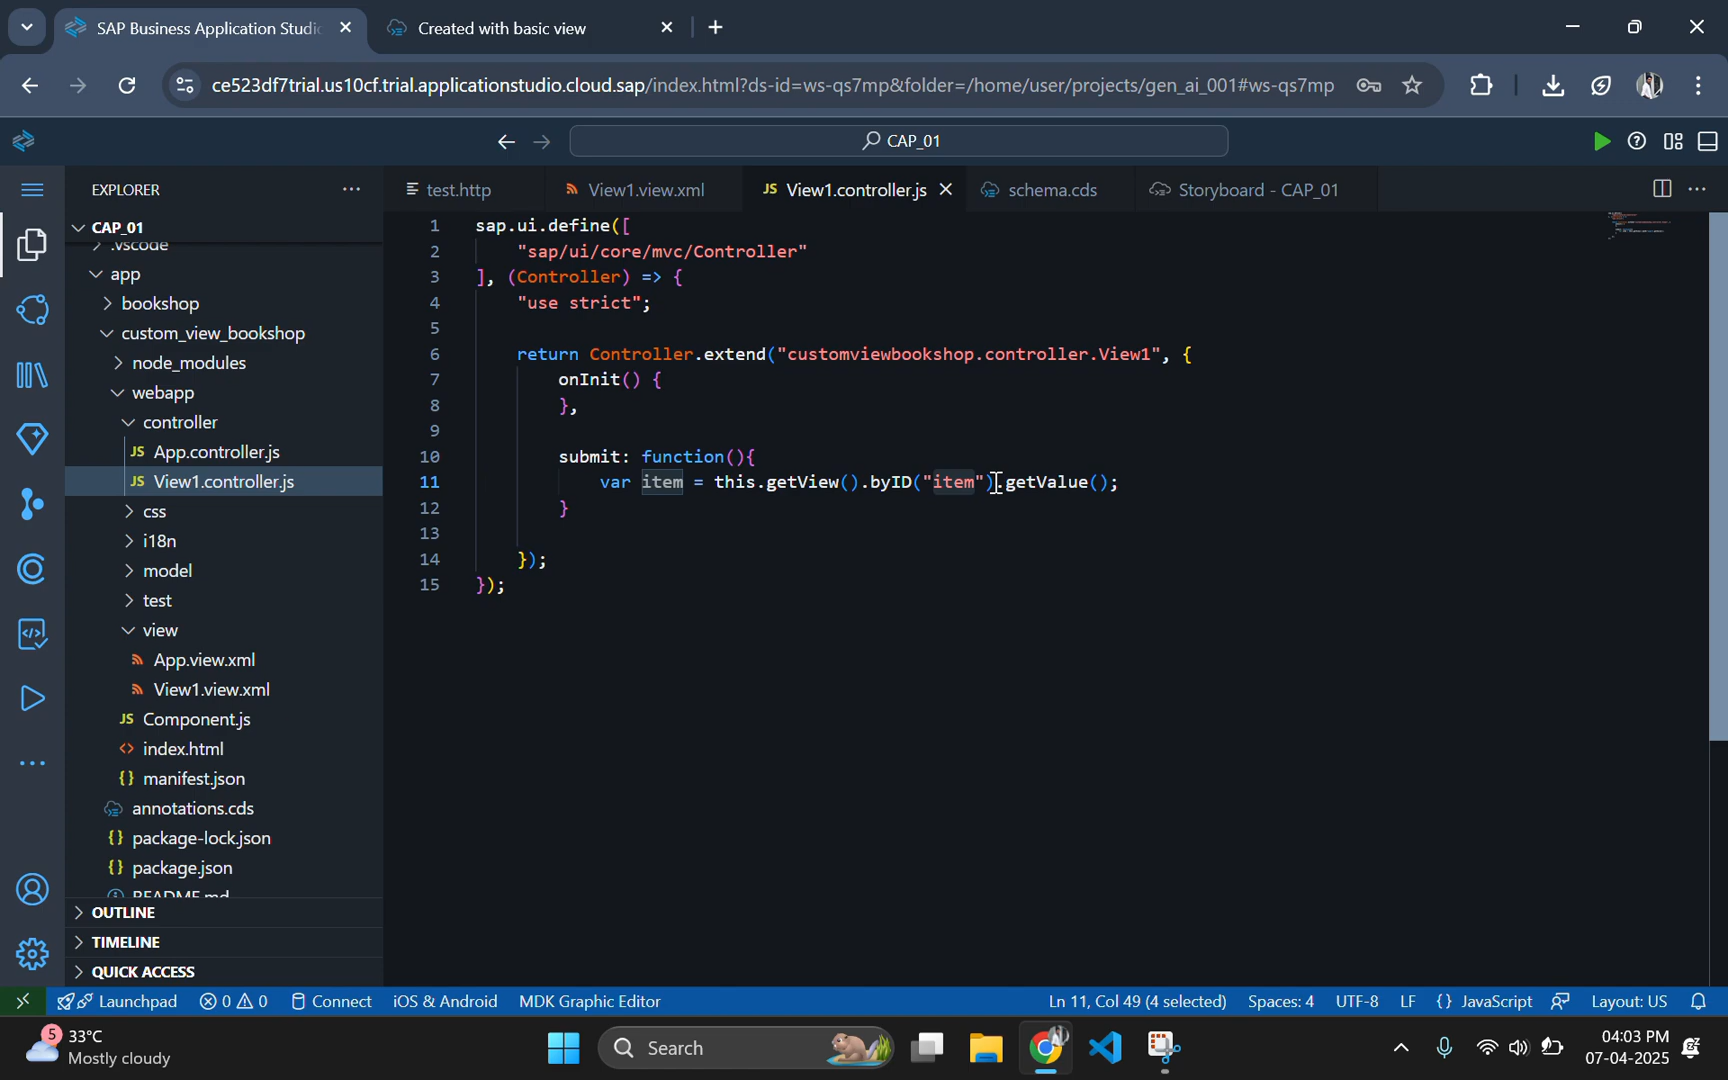 SAP Business Application Studio
Created with basic view
ce523df7trial.us10cf.trial.applicationstudio.cloud.sap/index.html?ds-id=ws-qs7mp&folder=/home/user/projects/gen_ai_001#ws-qs7mp
CAP_01
EXPLORER
test.http
View1.view.xml
JS View1.controller.js
schema.cds
Storyboard - CAP_01
CAP_01
.vscode
app
bookshop
custom_view_bookshop
node_modules
webapp
controller
JS App.controller.js
JS View1.controller.js
css
i18n
model
test
view
App.view.xml
View1.view.xml
JS Component.js
<> index.html
{} manifest.json
annotations.cds
{} package-lock.json
{} package.json
README.md
OUTLINE
TIMELINE
QUICK ACCESS
1 sap.ui.define([
2 "sap/ui/core/mvc/Controller"
3 ], (Controller) => {
4 "use strict";
5
6 return Controller.extend("customviewbookshop.controller.View1", {
7 onInit() {
8 },
9
10 submit: function(){
11 var item = this.getView().byID("item").getValue();
12 }
13
14 });
15 });
Launchpad
0 0
Connect
iOS & Android
MDK Graphic Editor
Ln 11, Col 49 (4 selected)
Spaces: 4
UTF-8
LF
{} JavaScript
Layout: US
5
33°C
Mostly cloudy
Search
04:03 PM
07-04-2025